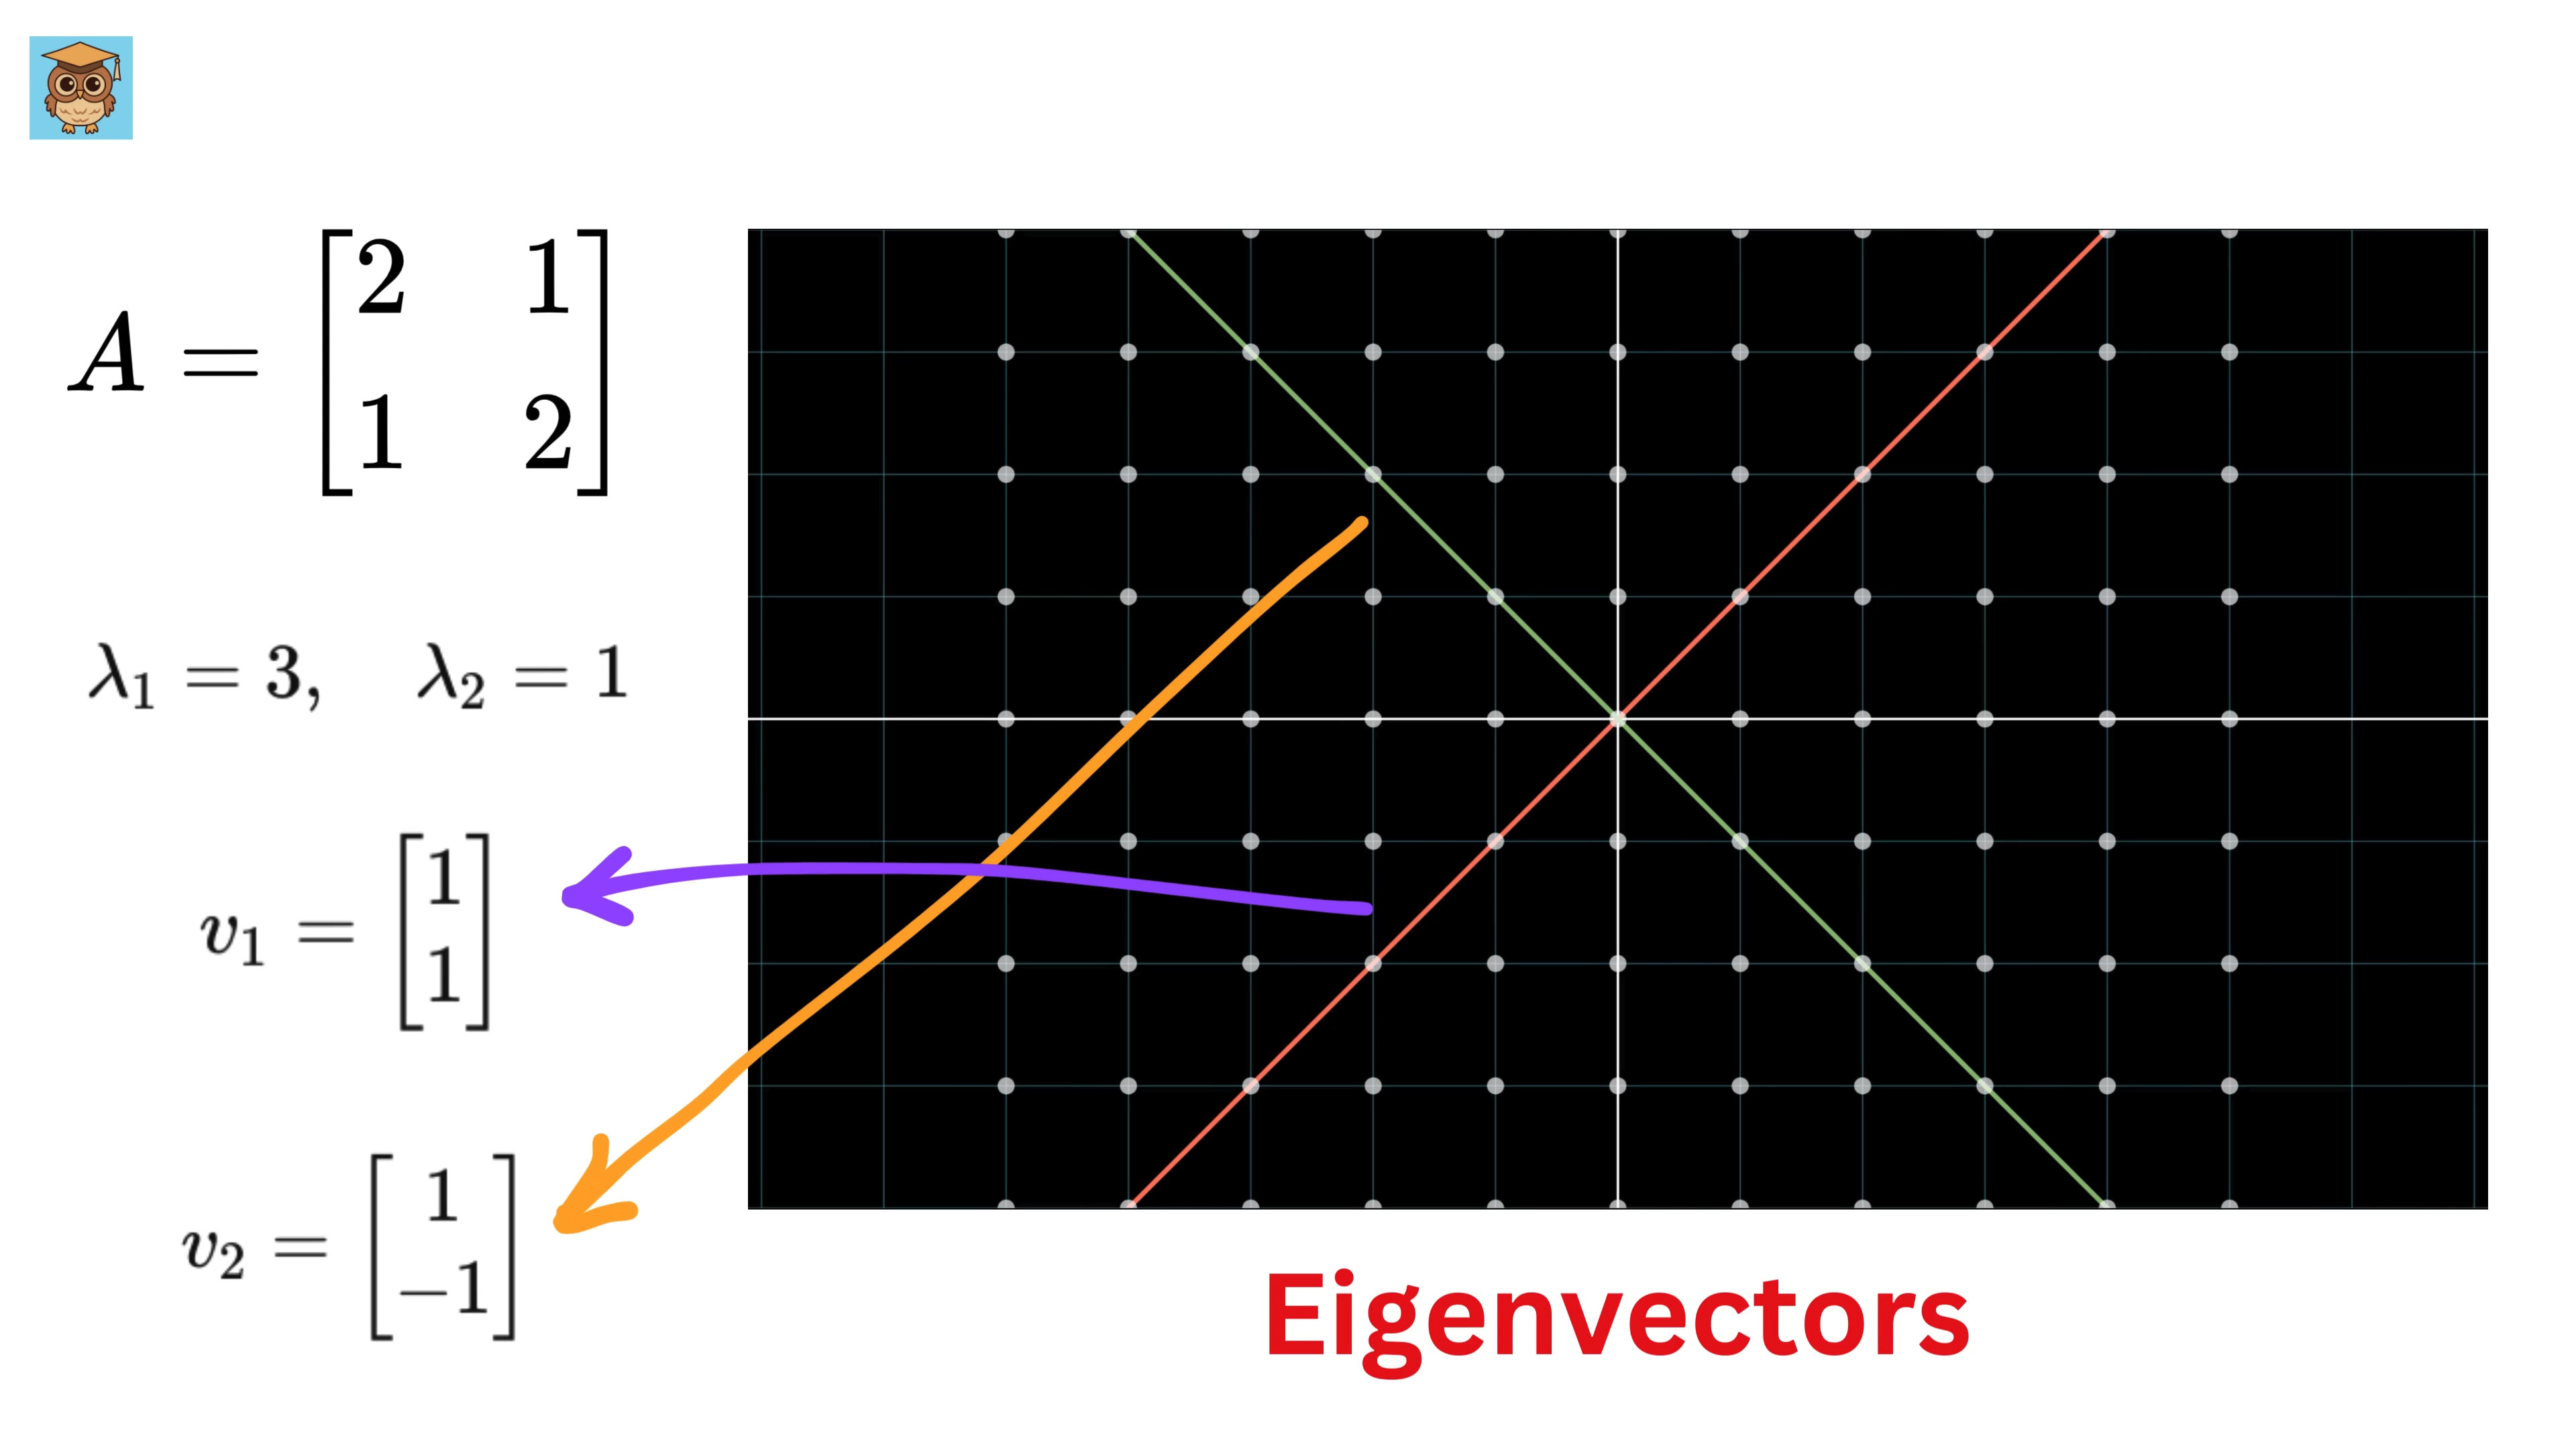 A = [2 1
1 2]
λ₁ = 3, λ₂ = 1
v₁ = [1
1]
v₂ = [1
−1]
Eigenvectors